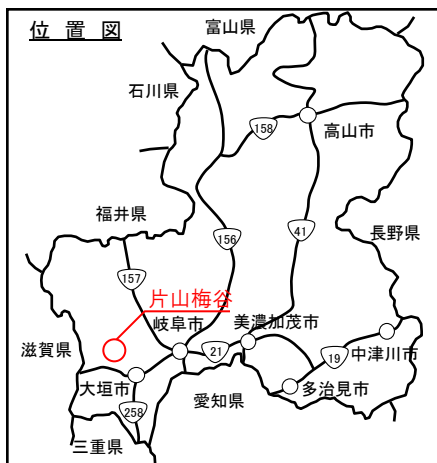 位置図
富山県
石川県
158
高山市
福井県
156
41
長野県
157
片山梅谷
岐阜市
美濃加茂市
滋賀県
21
19
中津川市
大垣市
多治見市
258
愛知県
三重県